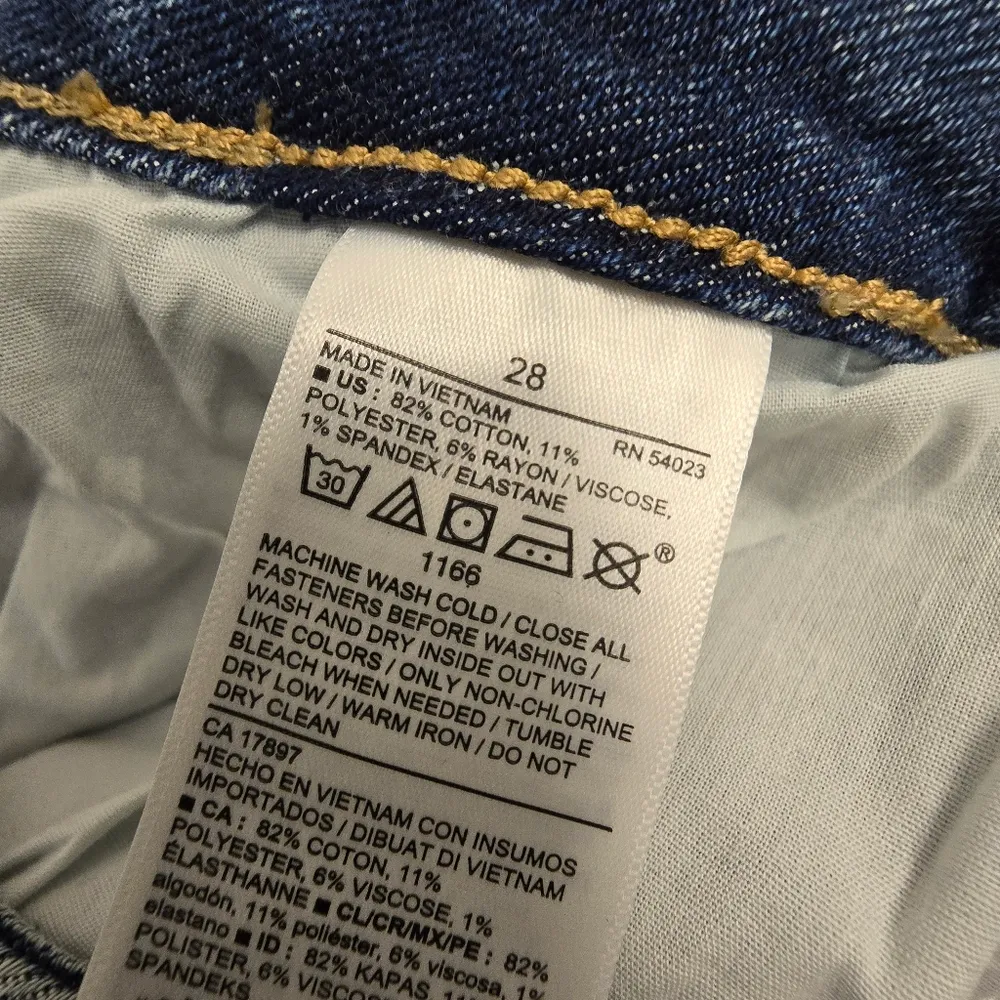 28
MADE IN VIETNAM
RN 54023
■ US : 82% COTTON, 11%
POLYESTER, 6% RAYON / VISCOSE,
1% SPANDEX / ELASTANE
30
®
1166
MACHINE WASH COLD / CLOSE ALL
FASTENERS BEFORE WASHING /
WASH AND DRY INSIDE OUT WITH
LIKE COLORS / ONLY NON-CHLORINE
BLEACH WHEN NEEDED / TUMBLE
DRY LOW / WARM IRON / DO NOT
DRY CLEAN
CA 17897
HECHO EN VIETNAM CON INSUMOS
IMPORTADOS / DIBUAT DI VIETNAM
■ CA : 82% COTON, 11%
POLYESTER, 6% VISCOSE, 1%
ÉLASTHANNE ■ CL/CR/MX/PE : 82%
algodón, 11% poliéster, 6% viscosa, 1%
elastano ■ ID : 82% KAPAS,
POLISTER, 6% VISCOSE, 1%
SPANDEKS